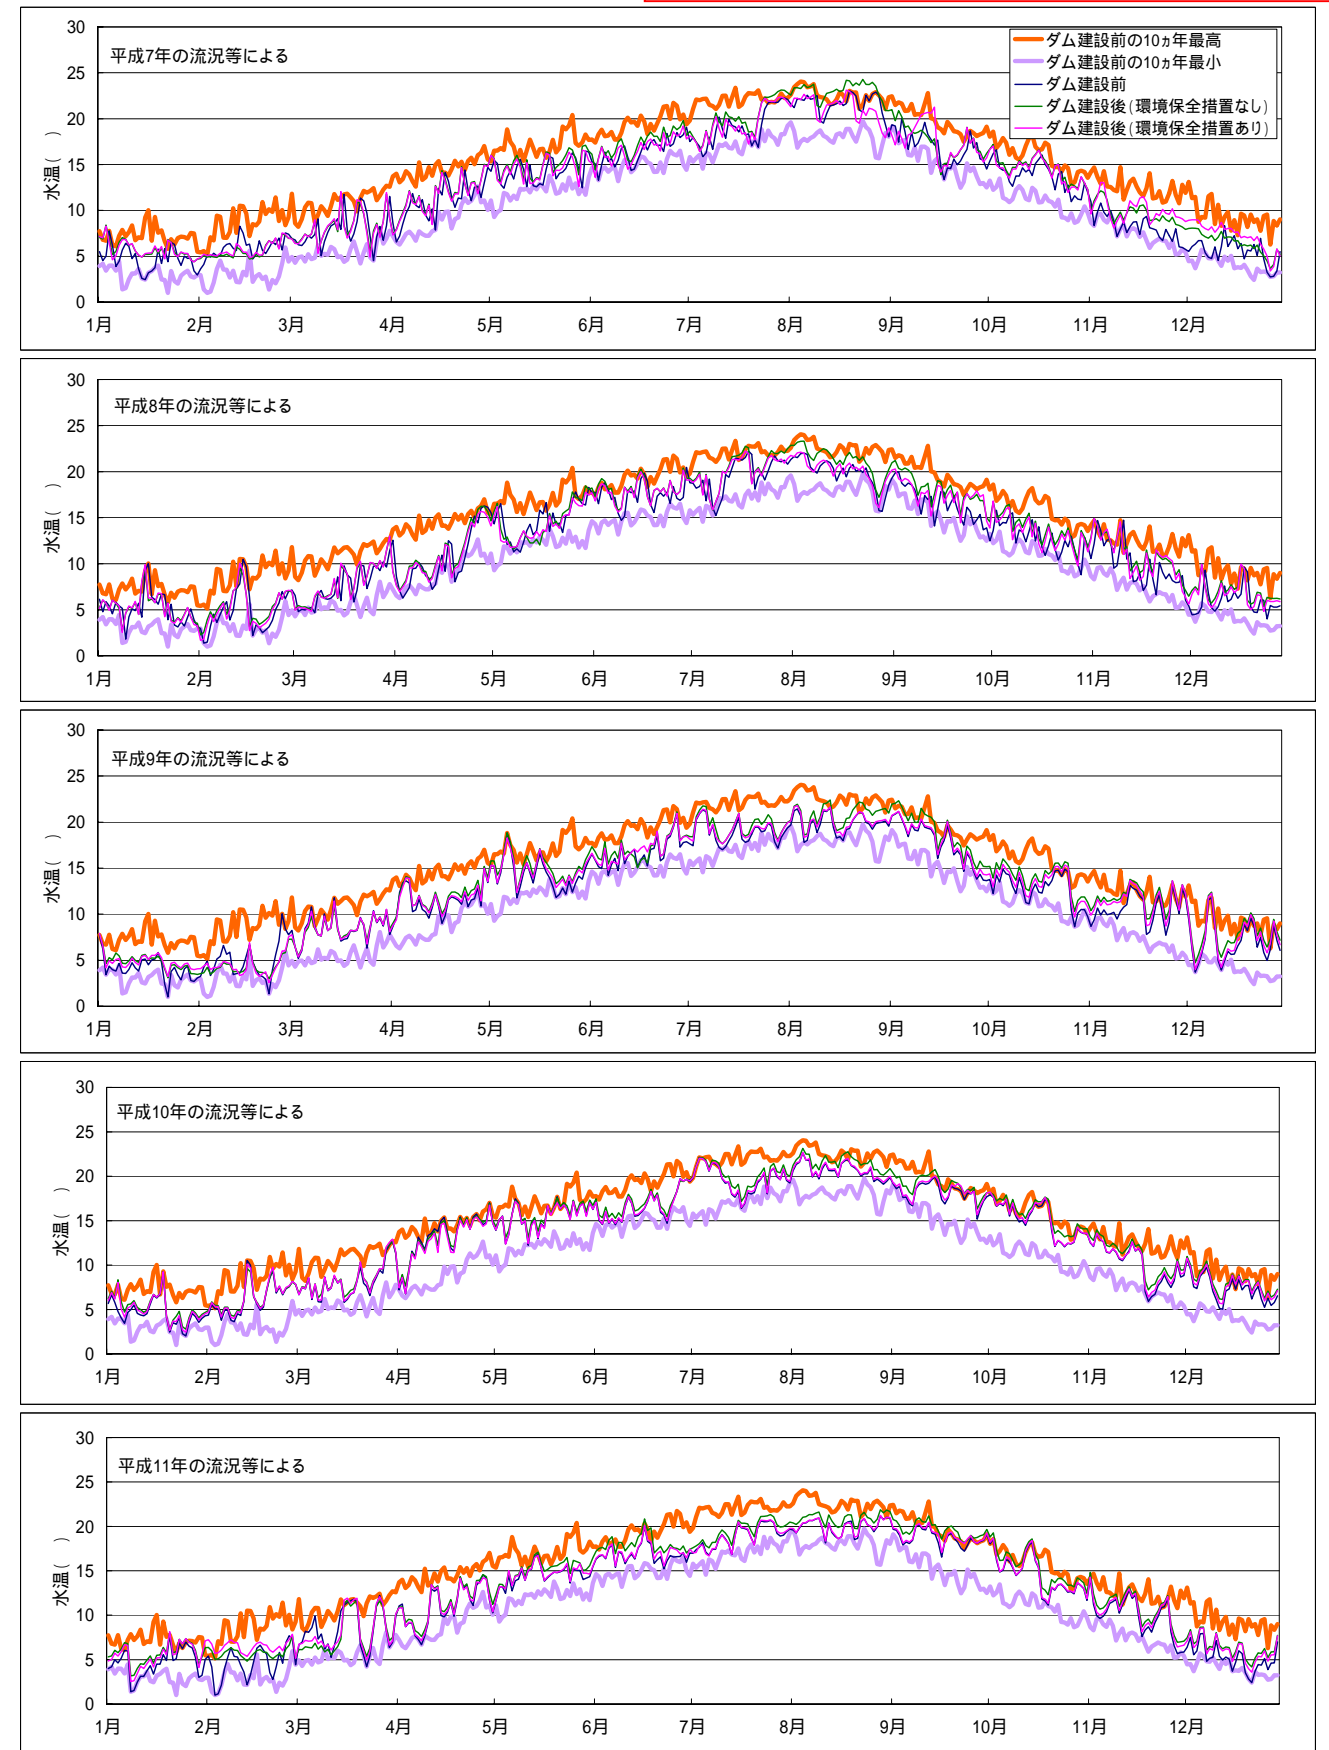 30
25
20
15
10
5
0
水温(　)
平成7年の流況等による
ダム建設前の10ヵ年最高
ダム建設前の10ヵ年最小
ダム建設前
ダム建設後(環境保全措置なし)
ダム建設後(環境保全措置あり)
1月 2月 3月 4月 5月 6月 7月 8月 9月 10月 11月 12月
30
25
20
15
10
5
0
水温(　)
平成8年の流況等による
1月 2月 3月 4月 5月 6月 7月 8月 9月 10月 11月 12月
30
25
20
15
10
5
0
水温(　)
平成9年の流況等による
1月 2月 3月 4月 5月 6月 7月 8月 9月 10月 11月 12月
30
25
20
15
10
5
0
水温(　)
平成10年の流況等による
1月 2月 3月 4月 5月 6月 7月 8月 9月 10月 11月 12月
30
25
20
15
10
5
0
水温(　)
平成11年の流況等による
1月 2月 3月 4月 5月 6月 7月 8月 9月 10月 11月 12月